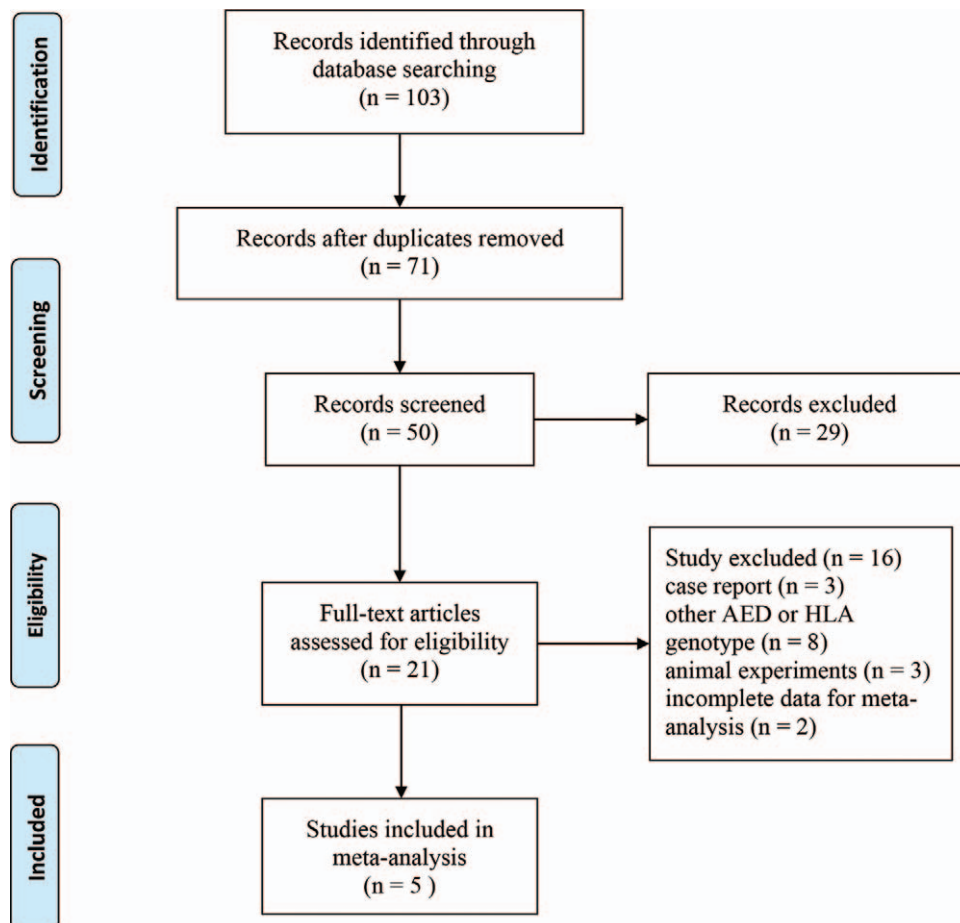 Identification
Records identified through
database searching
(n = 103)
Records after duplicates removed
(n = 71)
Screening
Records screened
(n = 50)
Records excluded
(n = 29)
Eligibility
Full-text articles
assessed for eligibility
(n = 21)
Study excluded (n = 16)
case report (n = 3)
other AED or HLA
genotype (n = 8)
animal experiments (n = 3)
incomplete data for meta-
analysis (n = 2)
Included
Studies included in
meta-analysis
(n = 5 )